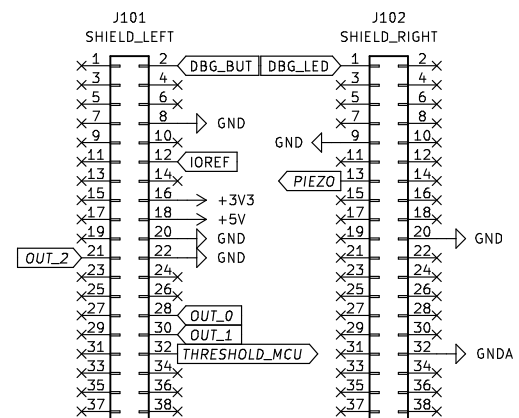 J101 J102
SHIELD_LEFT SHIELD_RIGHT
1 2 DBG_BUT DBG_LED 1 2
3 4 3 4
5 6 5 6
7 8 GND 7 8
9 10 GND 9 10
11 12 IOREF 11 12
13 14 PIEZO 13 14
15 16 +3V3 15 16
17 18 +5V 17 18
19 20 GND 19 20 GND
OUT_2 21 22 GND 21 22
23 24 23 24
25 26 25 26
27 28 OUT_0 27 28
29 30 OUT_1 29 30
31 32 THRESHOLD_MCU 31 32 GNDA
33 34 33 34
35 36 35 36
37 38 37 38